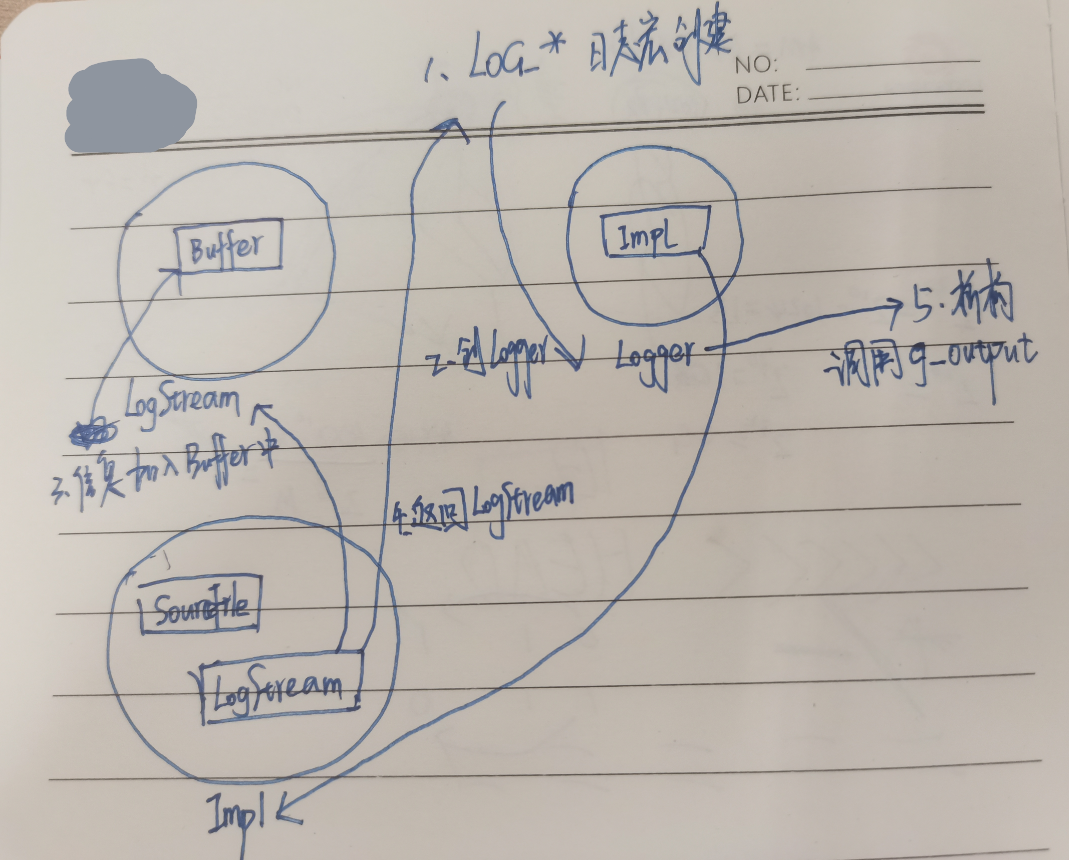 1、LOG_* 日志宏创建
NO:
DATE:
Buffer
Impl
2、到Logger
Logger
5.析构
调用g_output
LogStream
3、信息加入Buffer中
4、返回LogStream
SourceFile
LogStream
Impl